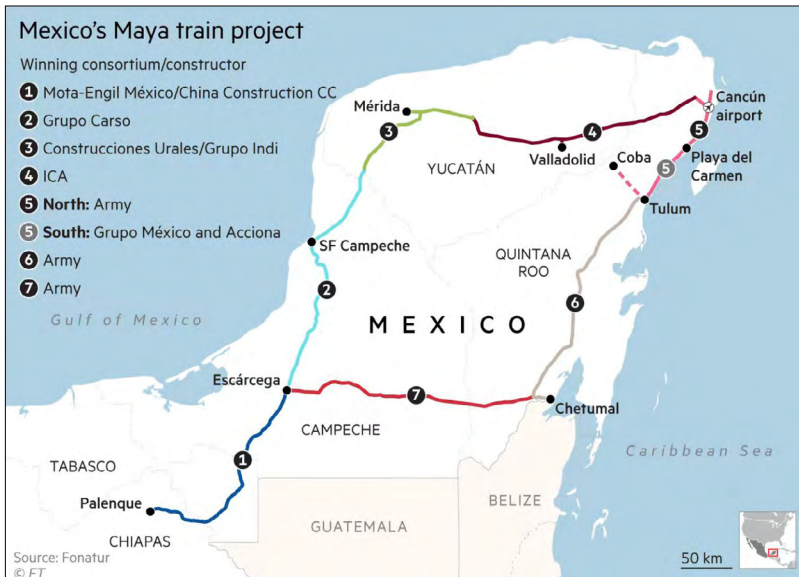 Mexico's Maya train project
Winning consortium/constructor
1 Mota-Engil México/China Construction CC
2 Grupo Carso
3 Construcciones Urales/Grupo Indi
4 ICA
5 North: Army
5 South: Grupo México and Acciona
6 Army
7 Army
Mérida
3
4
Cancún
airport
5
YUCATÁN
Valladolid
Coba
5
Playa del
Carmen
Tulum
SF Campeche
QUINTANA
ROO
2
6
Gulf of Mexico
MEXICO
Escárcega
7
Chetumal
CAMPECHE
Caribbean Sea
TABASCO
1
Palenque
BELIZE
GUATEMALA
CHIAPAS
Source: Fonatur
© FT
50 km